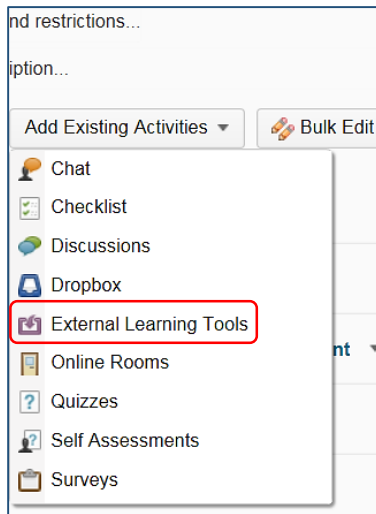 nd restrictions...
iption...
Add Existing Activities
Bulk Edit
Chat
Checklist
Discussions
Dropbox
External Learning Tools
nt
Online Rooms
Quizzes
Self Assessments
Surveys